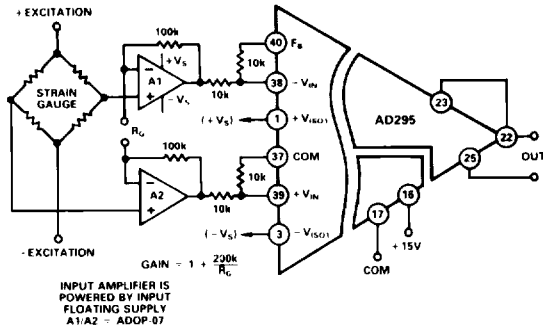 + EXCITATION
100k
+VS
A1
−VS
10k
10k
40
FB
38
− VIN
STRAIN
GAUGE
RG
(+VS)
1
+ V(ISO)
100k
37
COM
10k
A2
10k
39
+ VIN
(−VS)
3
− V(ISO)
AD295
23
22
25
OUT
17
16
+ 15V
COM
− EXCITATION
GAIN = 1 + 200k
RG
INPUT AMPLIFIER IS
POWERED BY INPUT
FLOATING SUPPLY
A1/A2 = ADOP-07